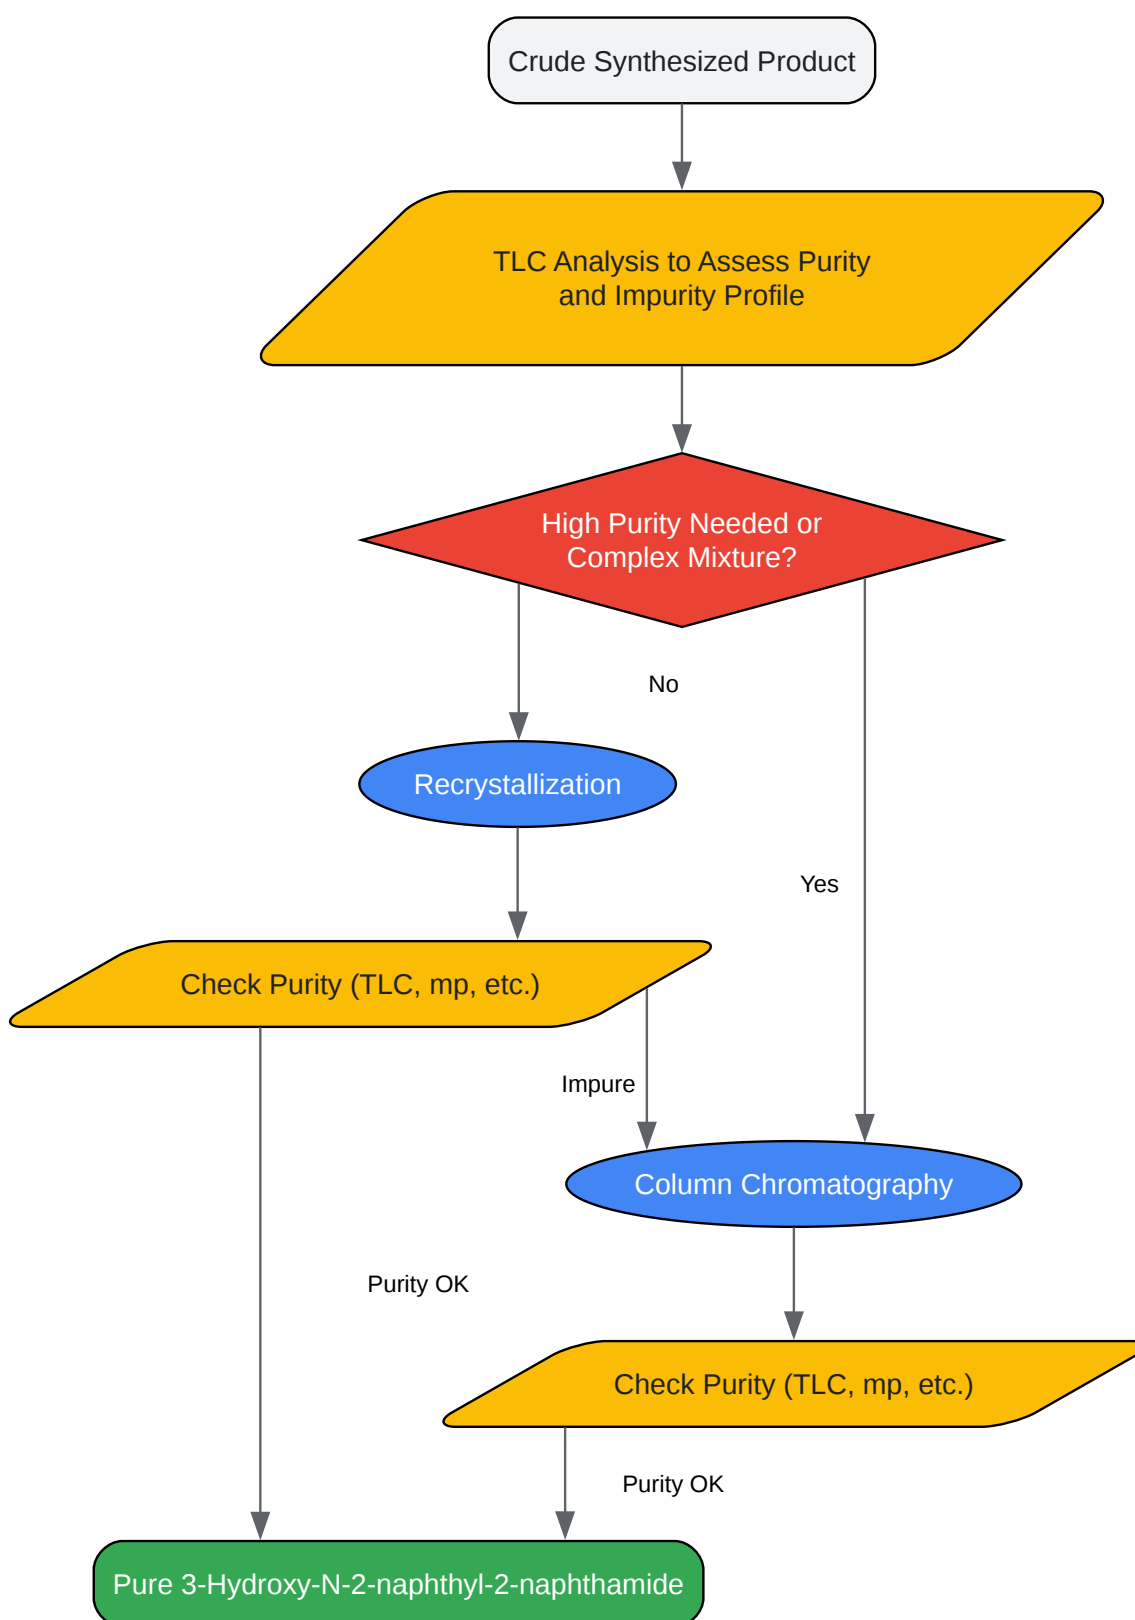 Crude Synthesized Product
TLC Analysis to Assess Purity
and Impurity Profile
High Purity Needed or
Complex Mixture?
No
Recrystallization
Yes
Check Purity (TLC, mp, etc.)
Impure
Column Chromatography
Purity OK
Check Purity (TLC, mp, etc.)
Purity OK
Pure 3-Hydroxy-N-2-naphthyl-2-naphthamide